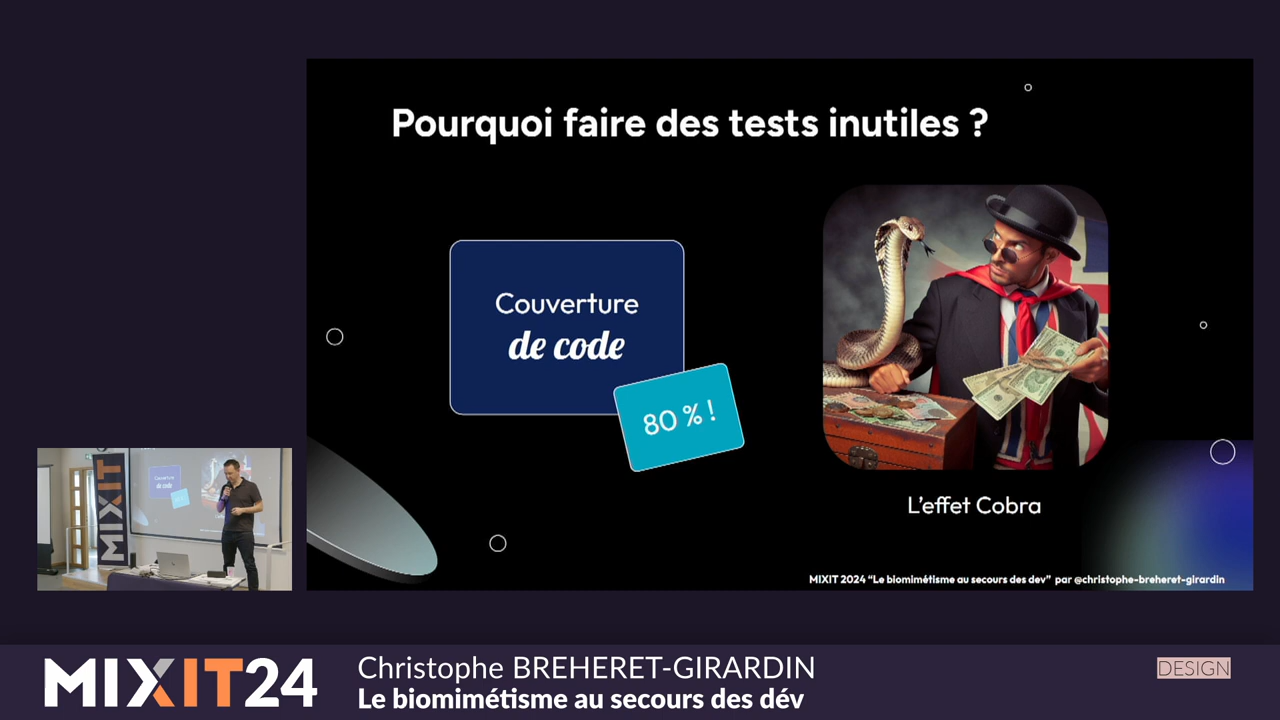 Pourquoi faire des tests inutiles ?
Couverture
de code
80 % !
L'effet Cobra
MIXIT 2024 “Le biomimétisme au secours des dev” par @christophe-breheret-girardin
MIXIT
MIXIT24
Christophe BREHERET-GIRARDIN
Le biomimétisme au secours des dév
DESIGN